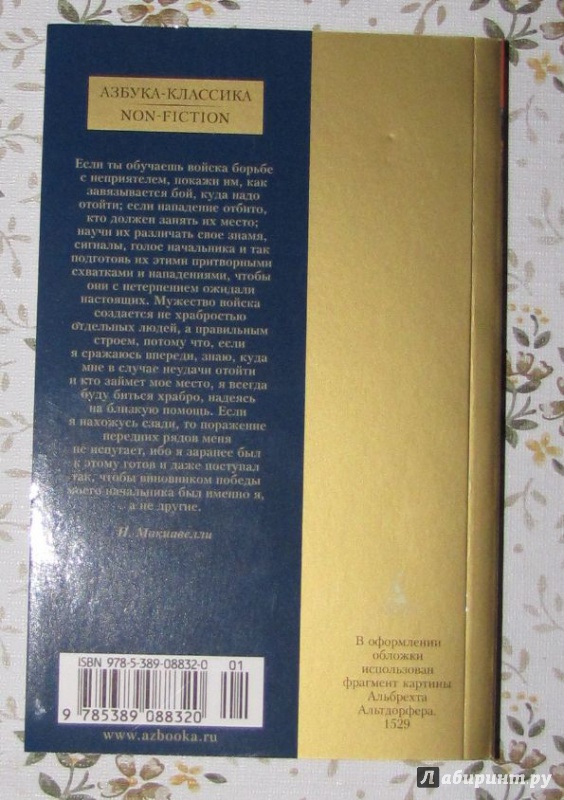 АЗБУКА-КЛАССИКА
NON-FICTION
Если ты обучаешь войска борьбе
с неприятелем, покажи им, как
завязывается бой, куда надо
отойти; если нападение отбито,
кто должен занять их место;
научи их различать свое знамя,
сигналы, голос начальника и так
подготовь их этими притворными
схватками и нападениями, чтобы
они с нетерпением ожидали
настоящих. Мужество войска
создается не храбростью
отдельных людей, а правильным
строем, потому что, если
я сражаюсь впереди, знаю, куда
мне в случае неудачи отойти
и кто займет мое место, я всегда
буду биться храбро, надеясь
на близкую помощь. Если
я нахожусь сзади, то поражение
передних рядов меня
не испугает, ибо я заранее был
к этому готов и даже поступал
так, чтобы виновником победы
моего начальника был именно я,
а не другие.
Н. Макиавелли
ISBN 978-5-389-08832-0 01
9 785389 088320
www.azbooka.ru
В оформлении
обложки
использован
фрагмент картины
Альбрехта
Альтдорфера.
1529
Лабиринт.ру